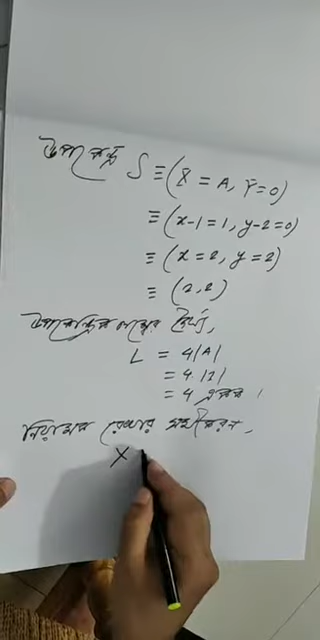 উপকেন্দ্র S ≡ (X = A, Y = 0)
≡ (x-1 = 1, y-2 = 0)
≡ (x = 2, y = 2)
≡ (2, 2)
উপকেন্দ্রিক লম্বের দৈর্ঘ্য,
L = 4|A|
= 4.|1|
= 4 একক ।
নিয়ামক রেখার সমীকরণ,
X